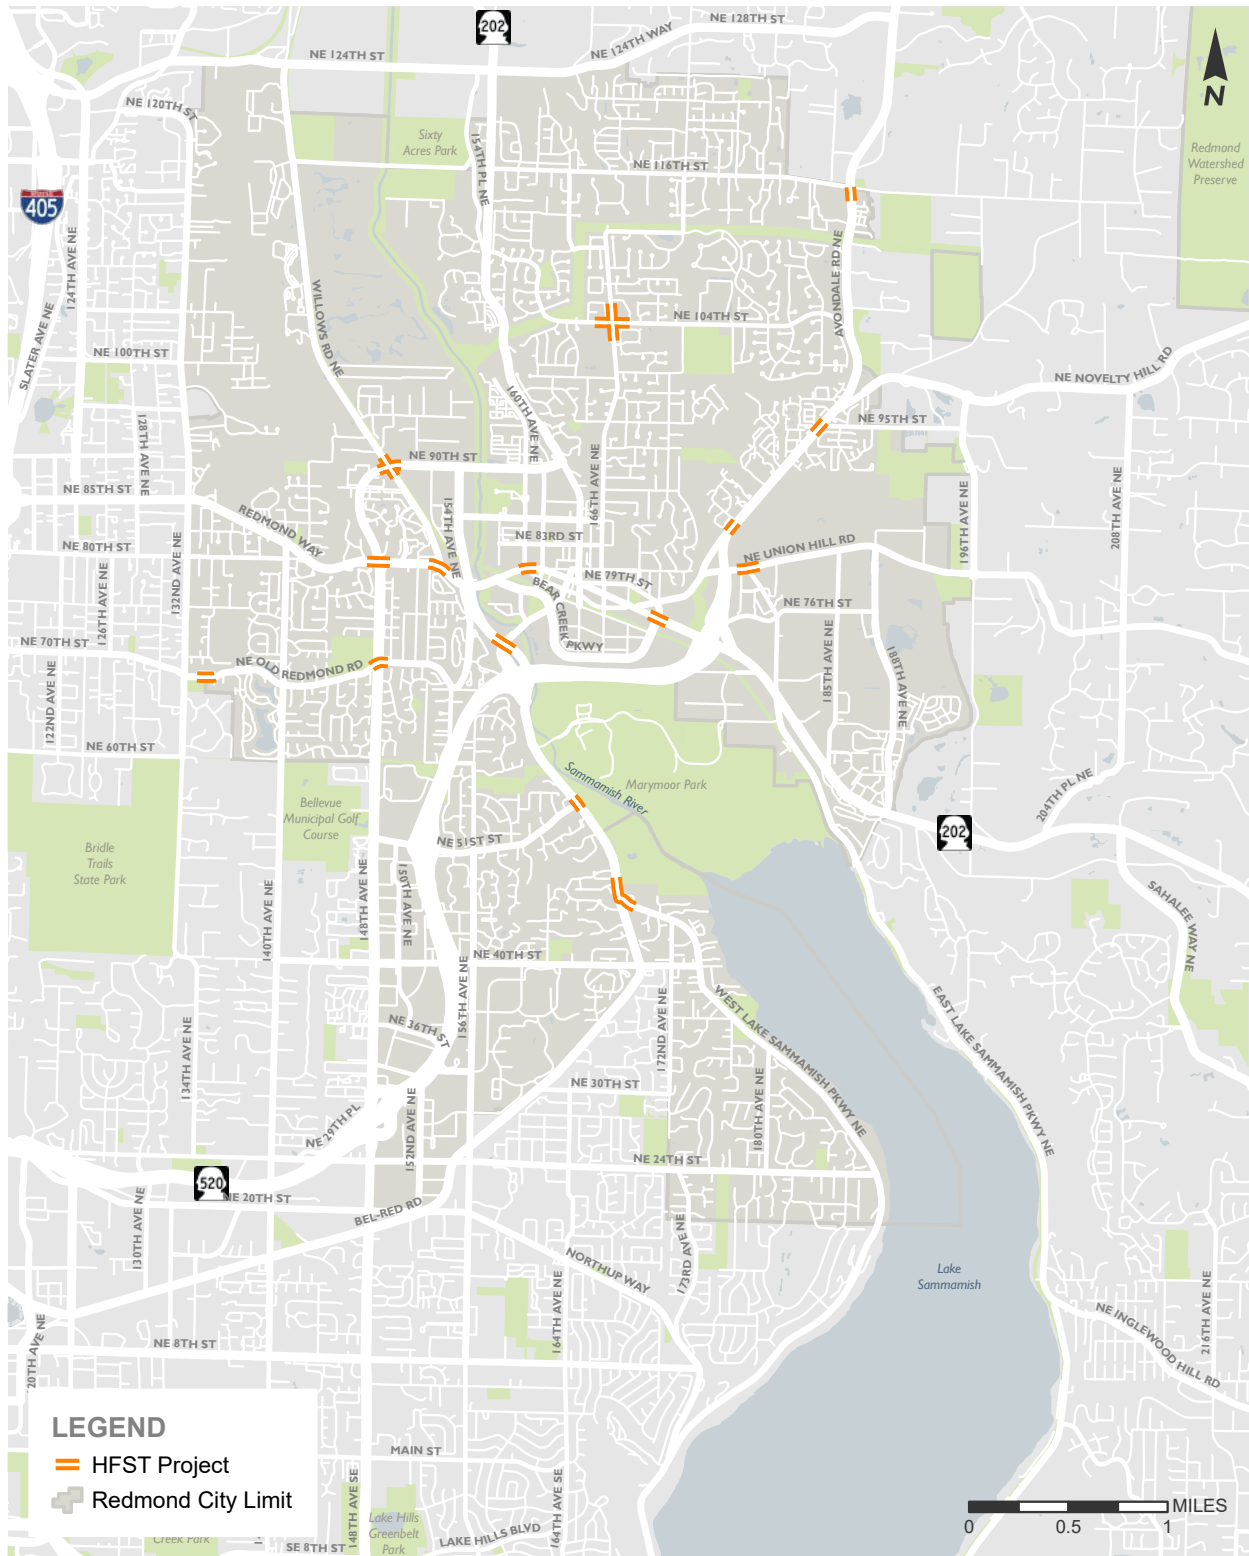 202
NE 128TH ST
NE 124TH WAY
NE 124TH ST
N
NE 120TH ST
Sixty
Acres Park
154TH PL NE
NE 116TH ST
Redmond
Watershed
Preserve
INTERSTATE
405
124TH AVE NE
AVONDALE RD NE
WILLOWS RD NE
SLATER AVE NE
NE 104TH ST
NE 100TH ST
NE NOVELTY HILL RD
160TH AVE NE
128TH AVE NE
NE 95TH ST
166TH AVE NE
NE 90TH ST
NE 85TH ST
196TH AVE NE
208TH AVE NE
REDMOND WAY
154TH AVE NE
NE 83RD ST
NE UNION HILL RD
NE 80TH ST
132ND AVE NE
126TH AVE NE
NE 79TH ST
BEAR CREEK PKWY
NE 76TH ST
NE 70TH ST
NE OLD REDMOND RD
185TH AVE NE
188TH AVE NE
122ND AVE NE
NE 60TH ST
Sammamish River
Marymoor Park
204TH PL NE
Bellevue
Municipal Golf
Course
NE 51ST ST
202
Bridle
Trails
State Park
148TH AVE NE
150TH AVE NE
140TH AVE NE
SAHALEE WAY NE
NE 40TH ST
156TH AVE NE
WEST LAKE SAMMAMISH PKWY NE
EAST LAKE SAMMAMISH PKWY NE
172ND AVE NE
NE 36TH ST
134TH AVE NE
NE 30TH ST
180TH AVE NE
152ND AVE NE
NE 29TH PL
NE 24TH ST
520
NE 20TH ST
130TH AVE NE
BEL-RED RD
173RD AVE NE
NORTHUP WAY
Lake
Sammamish
164TH AVE NE
216TH AVE NE
NE INGLEWOOD HILL RD
NE 8TH ST
120TH AVE NE
LEGEND
HFST Project
Redmond City Limit
MAIN ST
148TH AVE SE
164TH AVE SE
Lake Hills
Greenbelt
Park
LAKE HILLS BLVD
Creek Park
SE 8TH ST
MILES
0 0.5 1